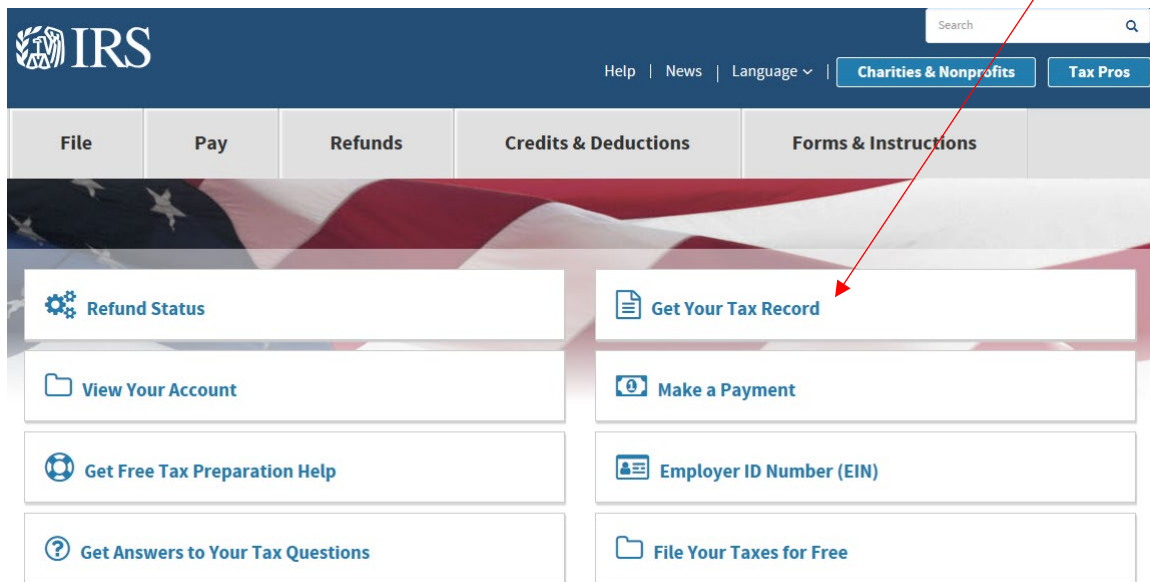 IRS
Search
Help | News | Language | Charities & Nonprofits Tax Pros
File Pay Refunds Credits & Deductions Forms & Instructions
Refund Status Get Your Tax Record
View Your Account Make a Payment
Get Free Tax Preparation Help Employer ID Number (EIN)
Get Answers to Your Tax Questions File Your Taxes for Free